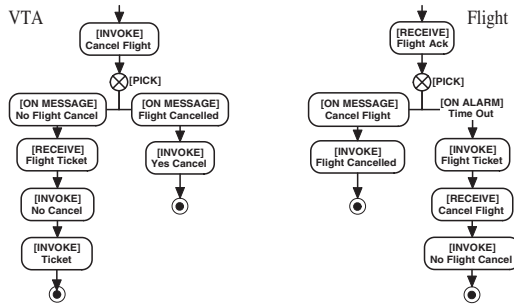 VTA
[INVOKE]
Cancel Flight
[PICK]
[ON MESSAGE]
No Flight Cancel
[ON MESSAGE]
Flight Cancelled
[RECEIVE]
Flight Ticket
[INVOKE]
Yes Cancel
[INVOKE]
No Cancel
[INVOKE]
Ticket
Flight
[RECEIVE]
Flight Ack
[PICK]
[ON MESSAGE]
Cancel Flight
[ON ALARM]
Time Out
[INVOKE]
Flight Cancelled
[INVOKE]
Flight Ticket
[RECEIVE]
Cancel Flight
[INVOKE]
No Flight Cancel